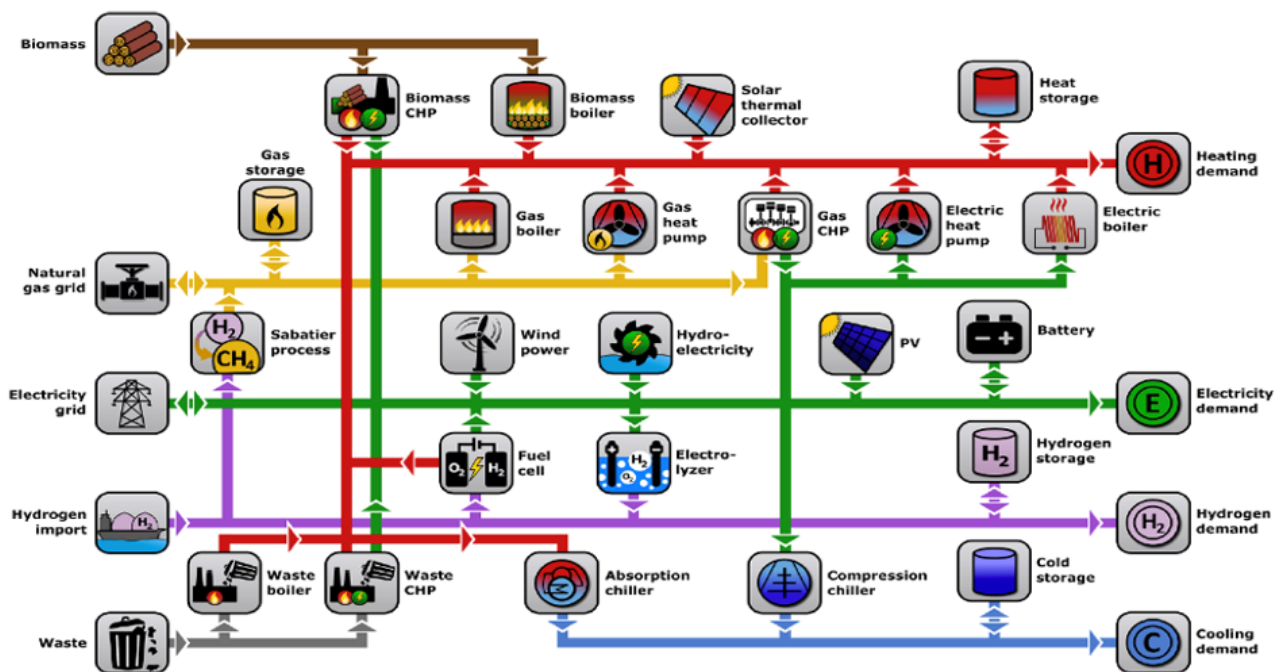 Biomass
Biomass
CHP
Biomass
boiler
Solar
thermal
collector
Heat
storage
H
Heating
demand
Gas
storage
Gas
boiler
Gas
heat
pump
Gas
CHP
Electric
heat
pump
Electric
boiler
Natural
gas grid
H2
CH4
Sabatier
process
Wind
power
Hydro-
electricity
PV
Battery
Electricity
grid
E
Electricity
demand
O2
H2
Fuel
cell
H2
O2
Electro-
lyzer
H2
Hydrogen
storage
Hydrogen
import
H2
H2
Hydrogen
demand
Waste
boiler
Waste
CHP
Absorption
chiller
Compression
chiller
Cold
storage
Waste
C
Cooling
demand